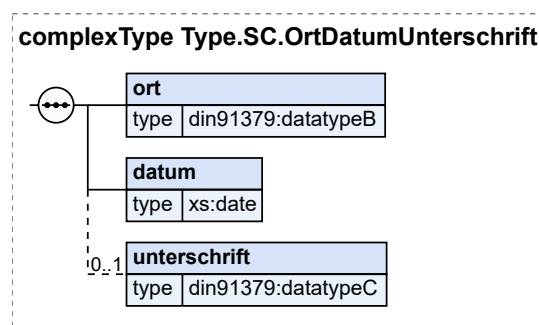 complexType Type.SC.OrtDatumUnterschrift
ort
type din91379:datatypeB
datum
type xs:date
0..1
unterschrift
type din91379:datatypeC